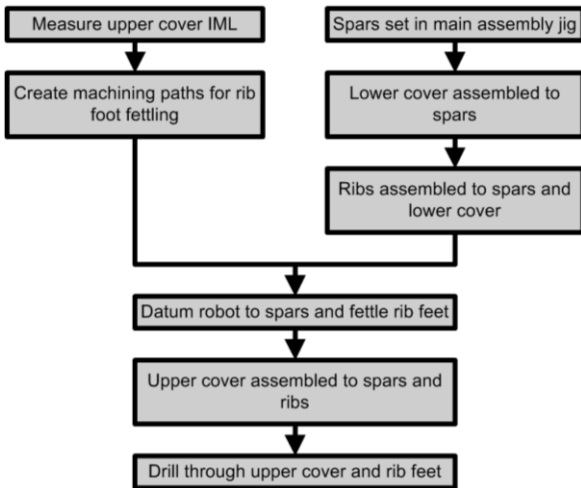 Measure upper cover IML
Create machining paths for rib
foot fettling
Spars set in main assembly jig
Lower cover assembled to
spars
Ribs assembled to spars and
lower cover
Datum robot to spars and fettle rib feet
Upper cover assembled to spars and
ribs
Drill through upper cover and rib feet